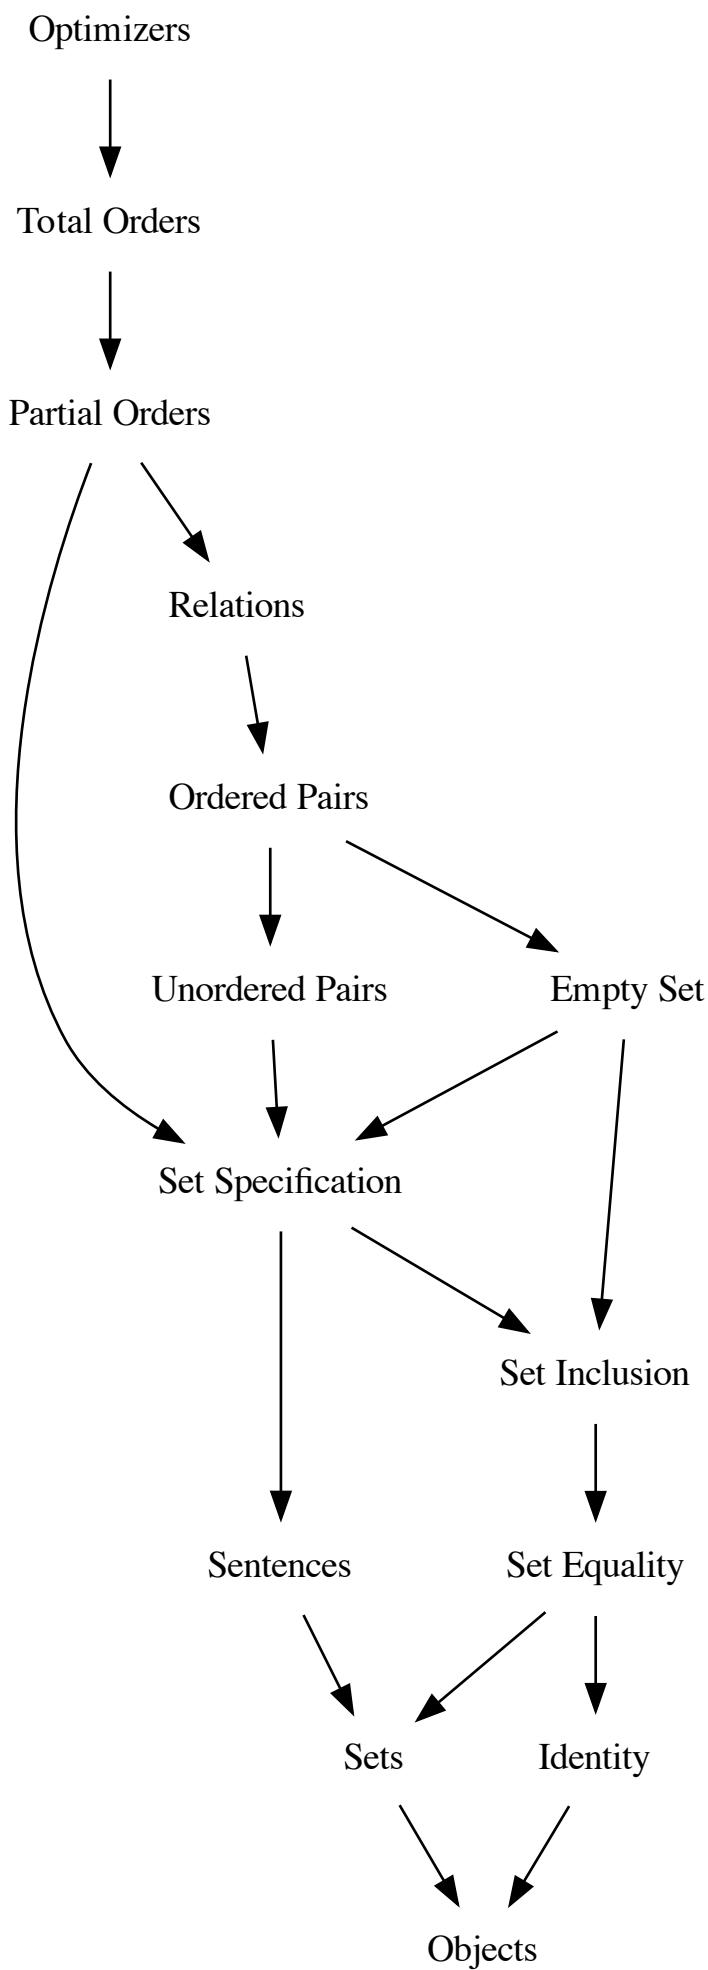 Optimizers
Total Orders
Partial Orders
Relations
Ordered Pairs
Unordered Pairs
Empty Set
Set Specification
Set Inclusion
Sentences
Set Equality
Sets
Identity
Objects